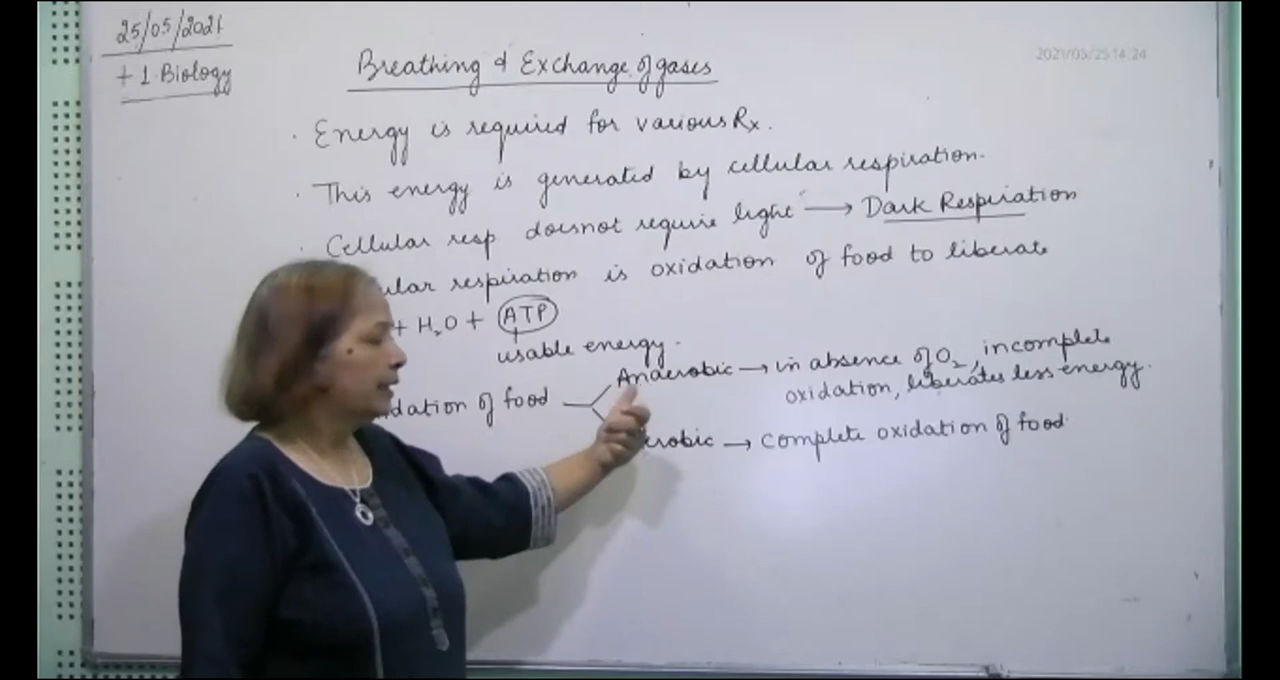 25/05/2021
+1 Biology
2021/05/25 14:24
Breathing & Exchange of gases
· Energy is required for various Rx.
· This energy is generated by cellular respiration.
· Cellular resp doesnot require light → Dark Respiration
ular respiration is oxidation of food to liberate
+ H₂O + ATP
usable energy.
dation of food
Anaerobic → in absence of O₂, incomplete
oxidation, liberates less energy.
erobic → complete oxidation of food.